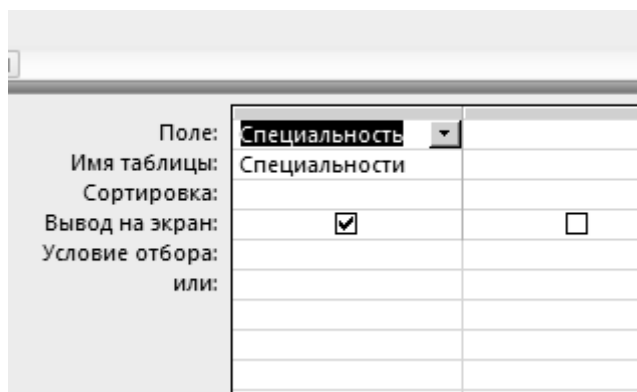 Поле: Специальность
Имя таблицы: Специальности
Сортировка:
Вывод на экран:
Условие отбора:
или: